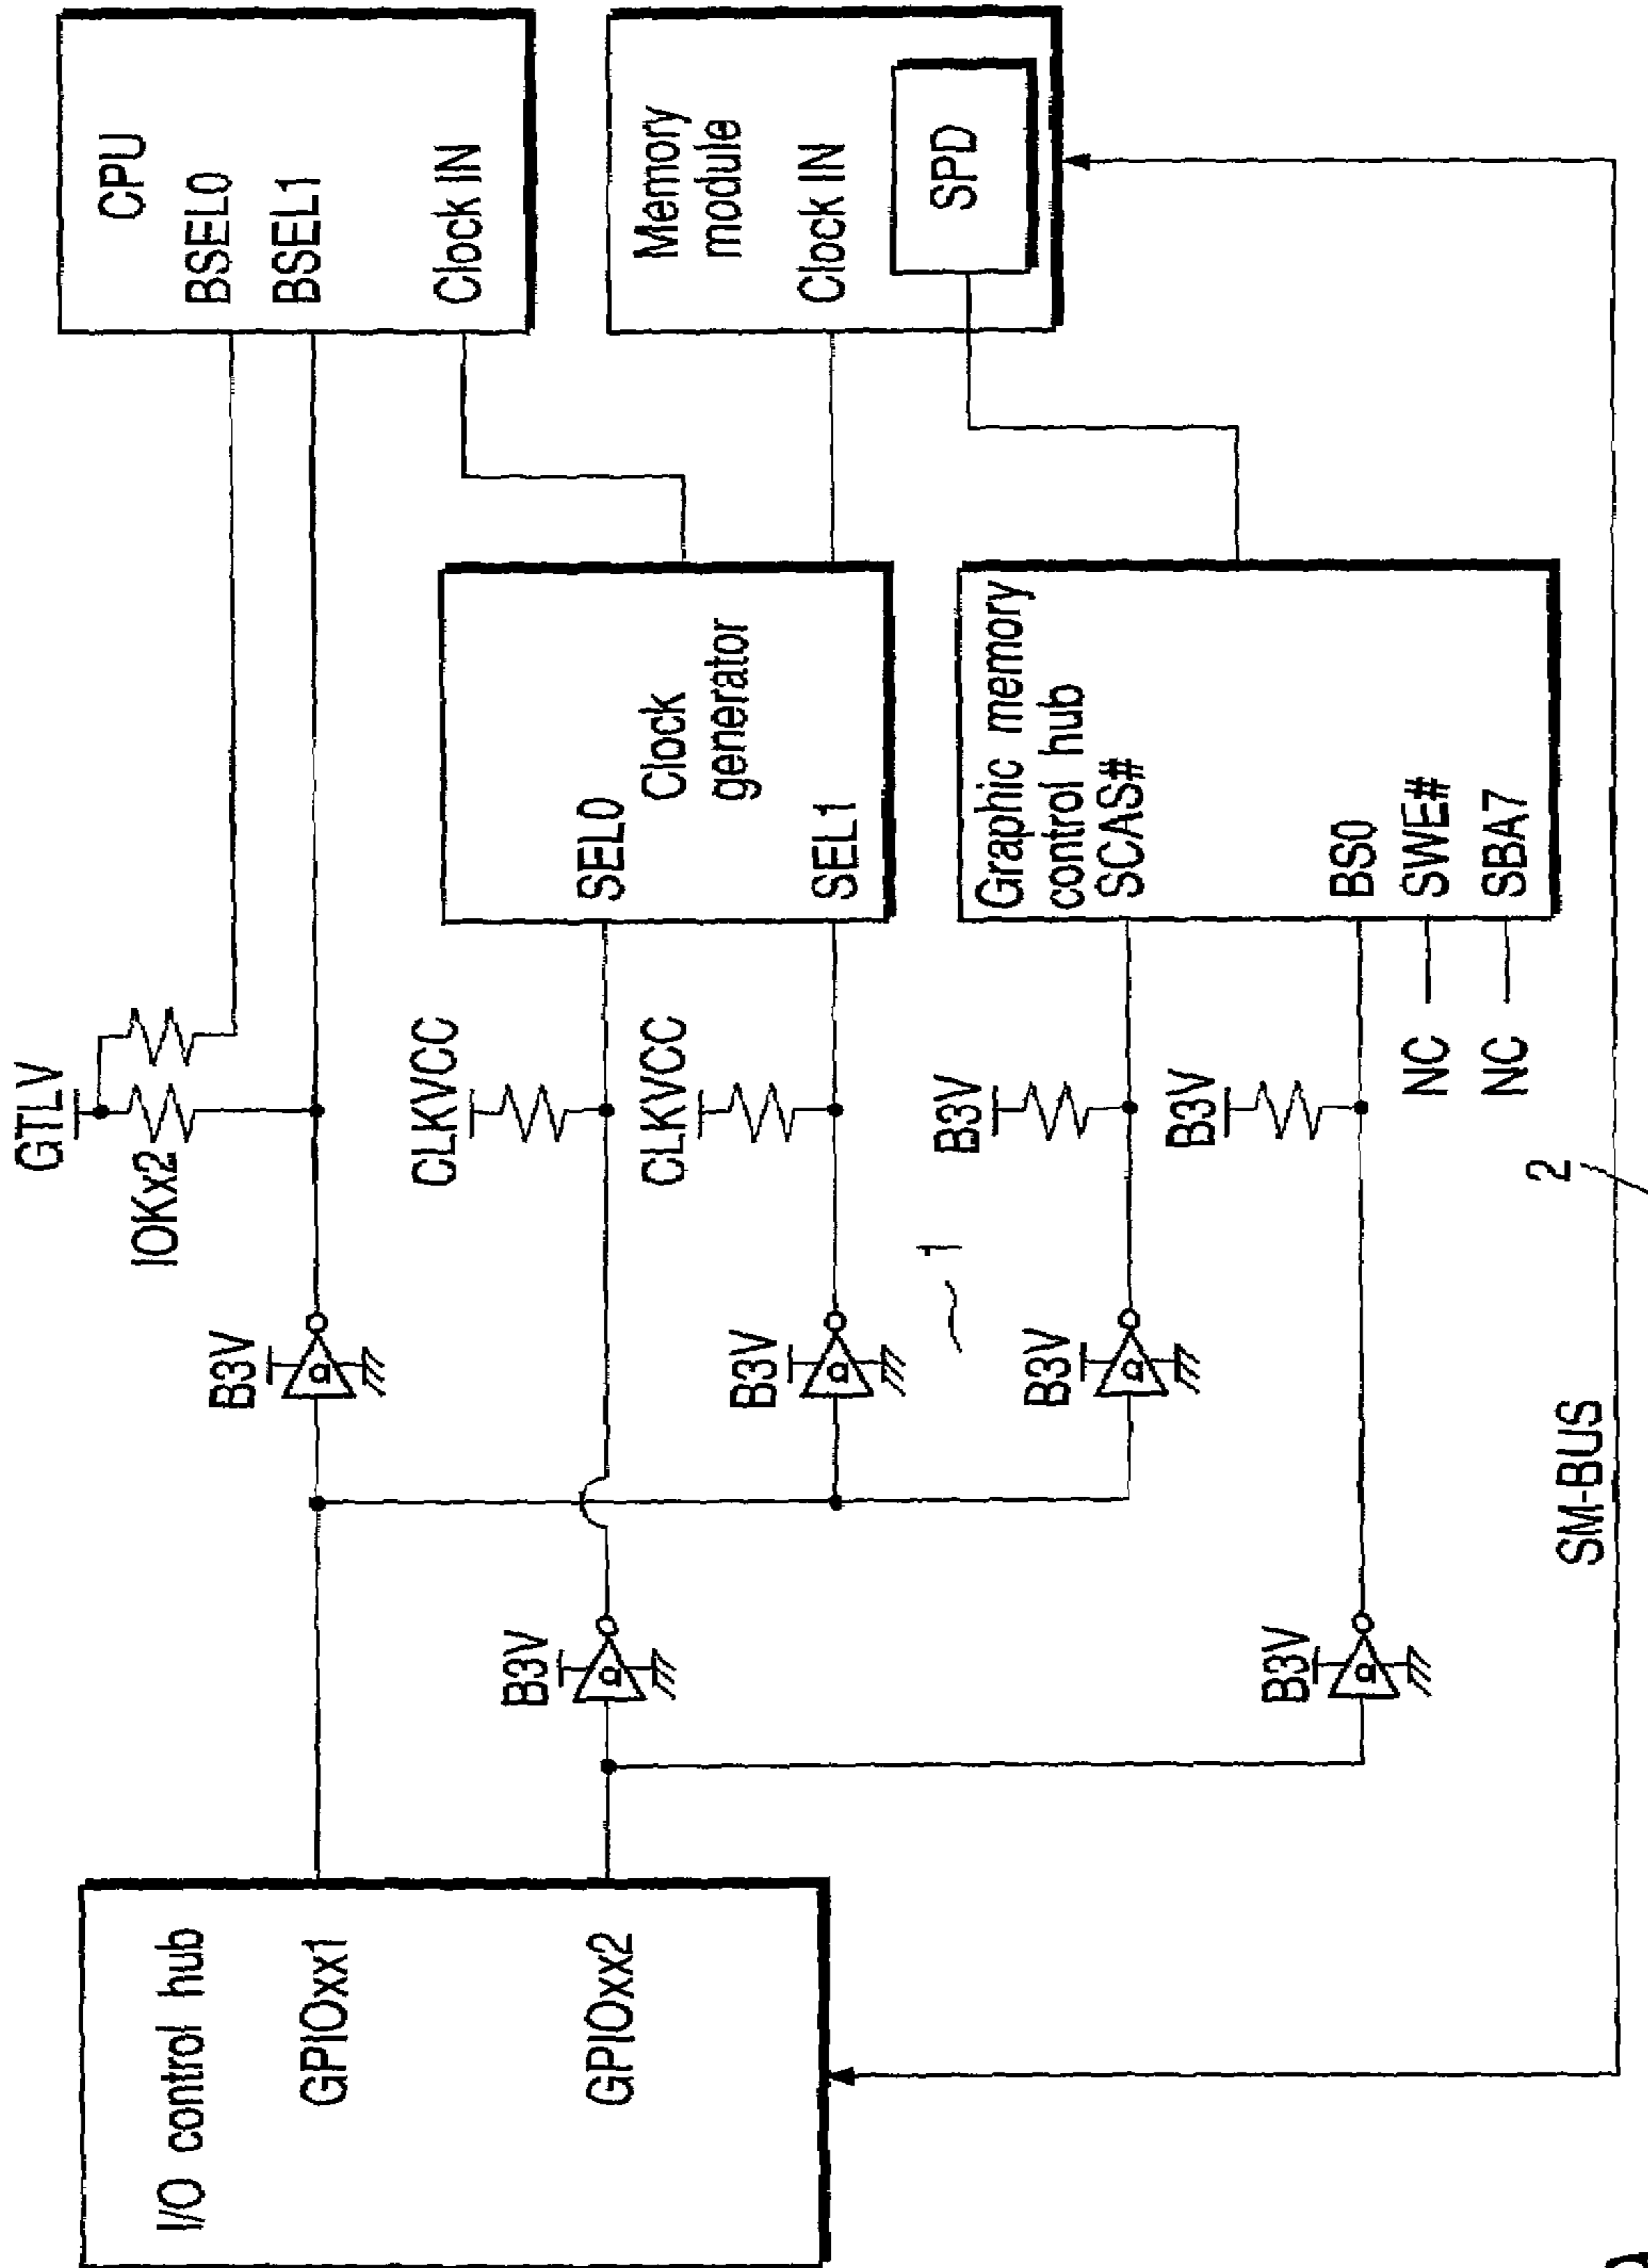 I/O control hub
GPIOxx1
GPIOxx2
B3V
a
B3V
a
B3V
a
B3V
a
B3V
a
GTLV
10Kx2
CLKVCC
CLKVCC
B3V
B3V
1
NC
NC
2
SM-BUS
SEL0
Clock
generator
SEL1
Graphic memory
control hub
SCAS#
BS0
SWE#
SBA7
CPU
BSEL0
BSEL1
Clock IN
Memory
module
Clock IN
SPD